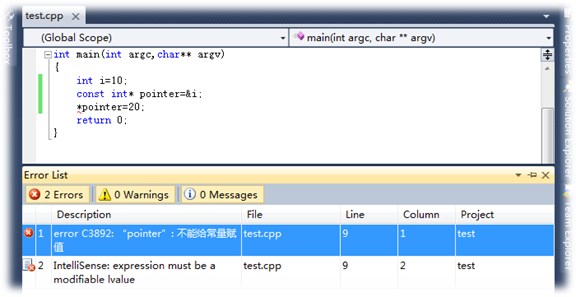 test.cpp
(Global Scope)
main(int argc, char ** argv)
int main(int argc,char** argv)
{
int i=10;
const int* pointer=&i;
*pointer=20;
return 0;
}
Toolbox
Properties
Solution Explorer
Team Explorer
Error List
2 Errors
0 Warnings
0 Messages
Description File Line Column Project
1 error C3892: “pointer”: 不能给常量赋 test.cpp 9 1 test
值
2 IntelliSense: expression must be a test.cpp 9 2 test
modifiable lvalue